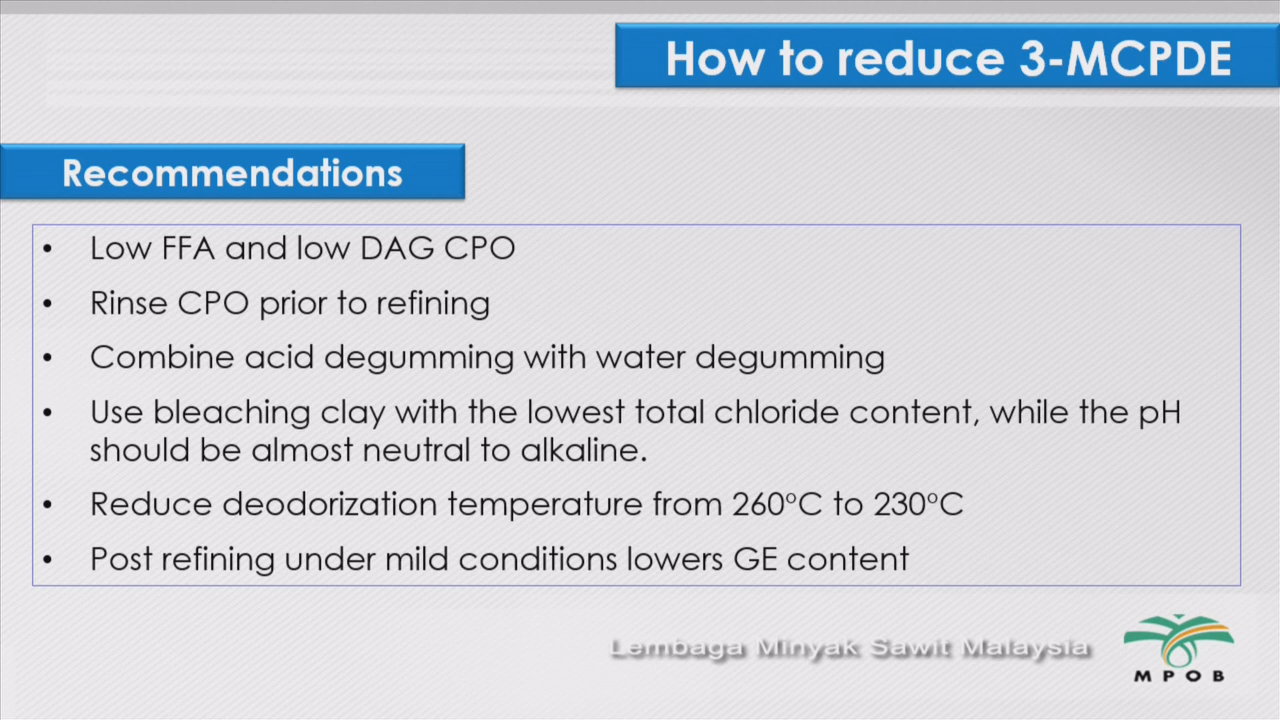 How to reduce 3-MCPDE
Recommendations
• Low FFA and low DAG CPO
• Rinse CPO prior to refining
• Combine acid degumming with water degumming
• Use bleaching clay with the lowest total chloride content, while the pH
should be almost neutral to alkaline.
• Reduce deodorization temperature from 260°C to 230°C
• Post refining under mild conditions lowers GE content
Lembaga Minyak Sawit Malaysia
MPOB